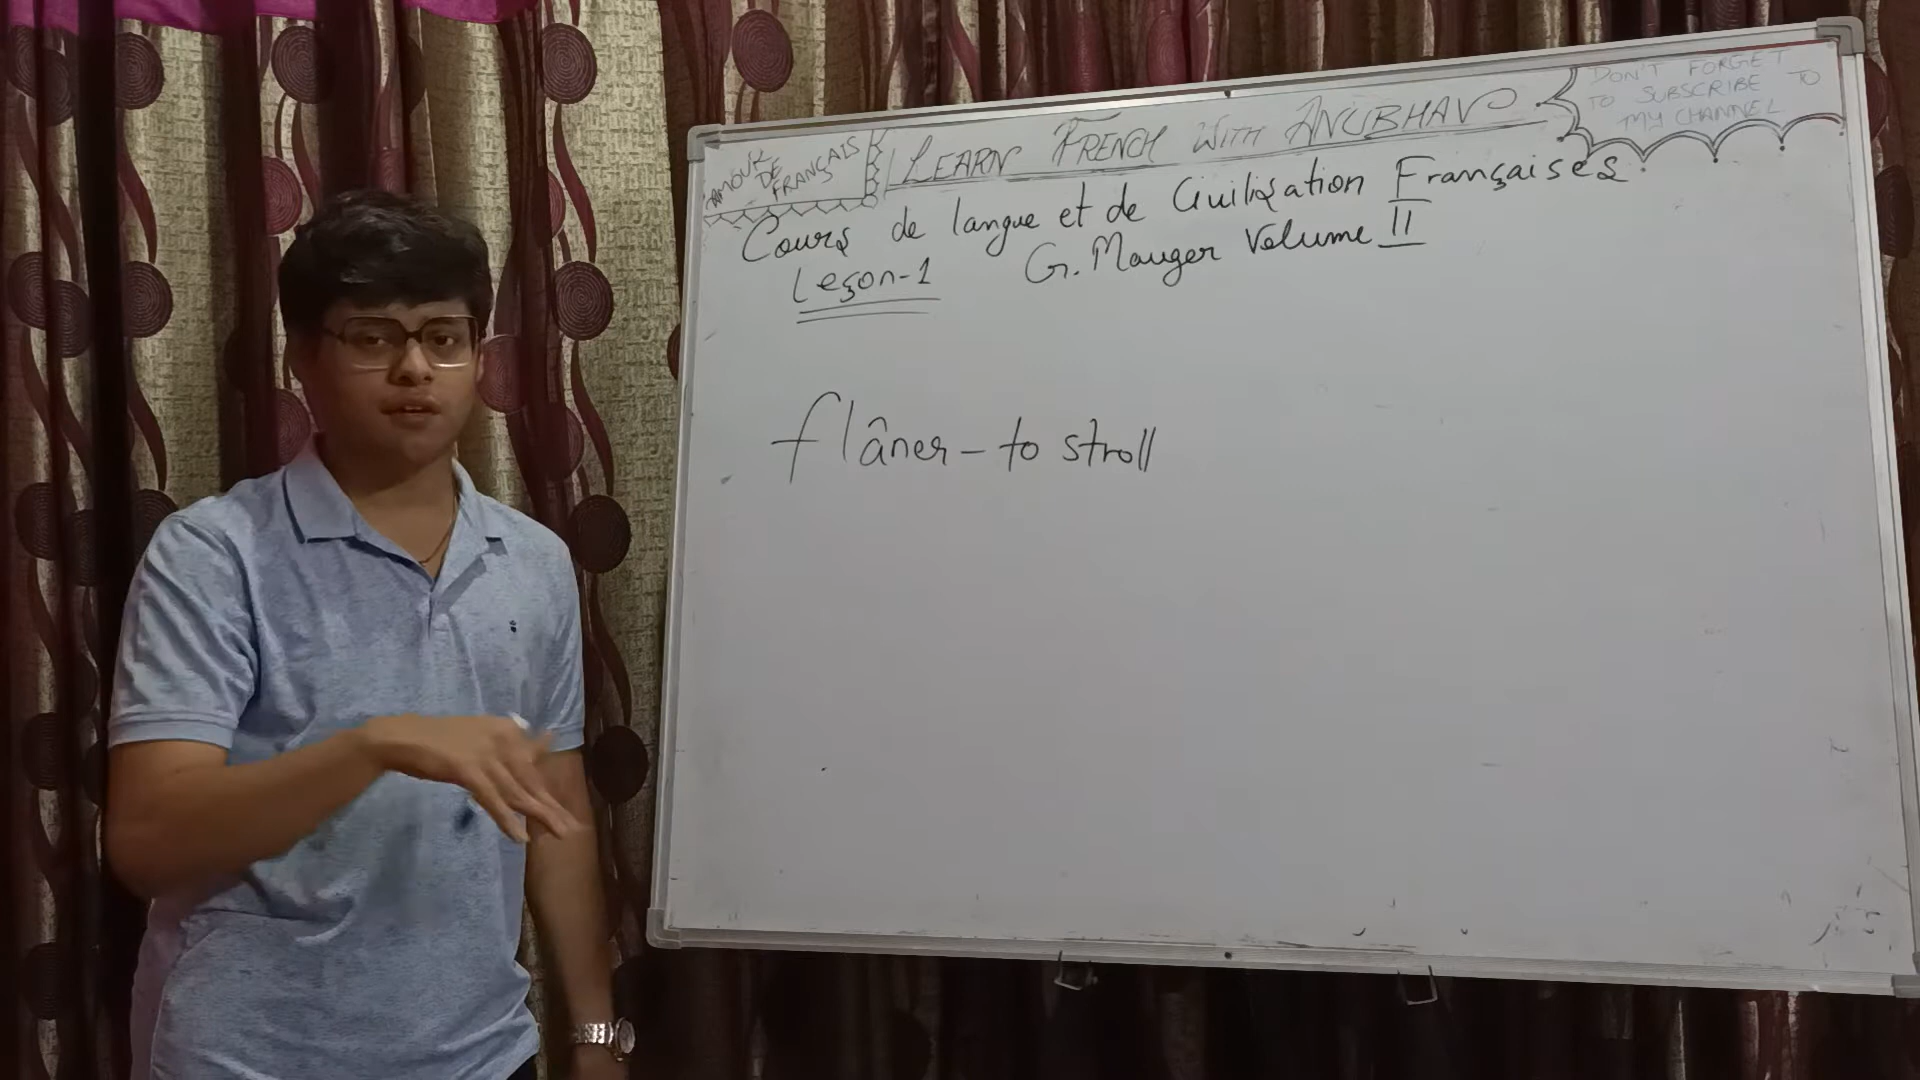 AMOUR
DE
FRANÇAIS
LEARN FRENCH WITH ANUBHAV
DON'T FORGET
TO SUBSCRIBE TO
MY CHANNEL
Cours de langue et de Civilisation Françaises.
Leçon-1 G. Mauger Volume II
flâner - to stroll